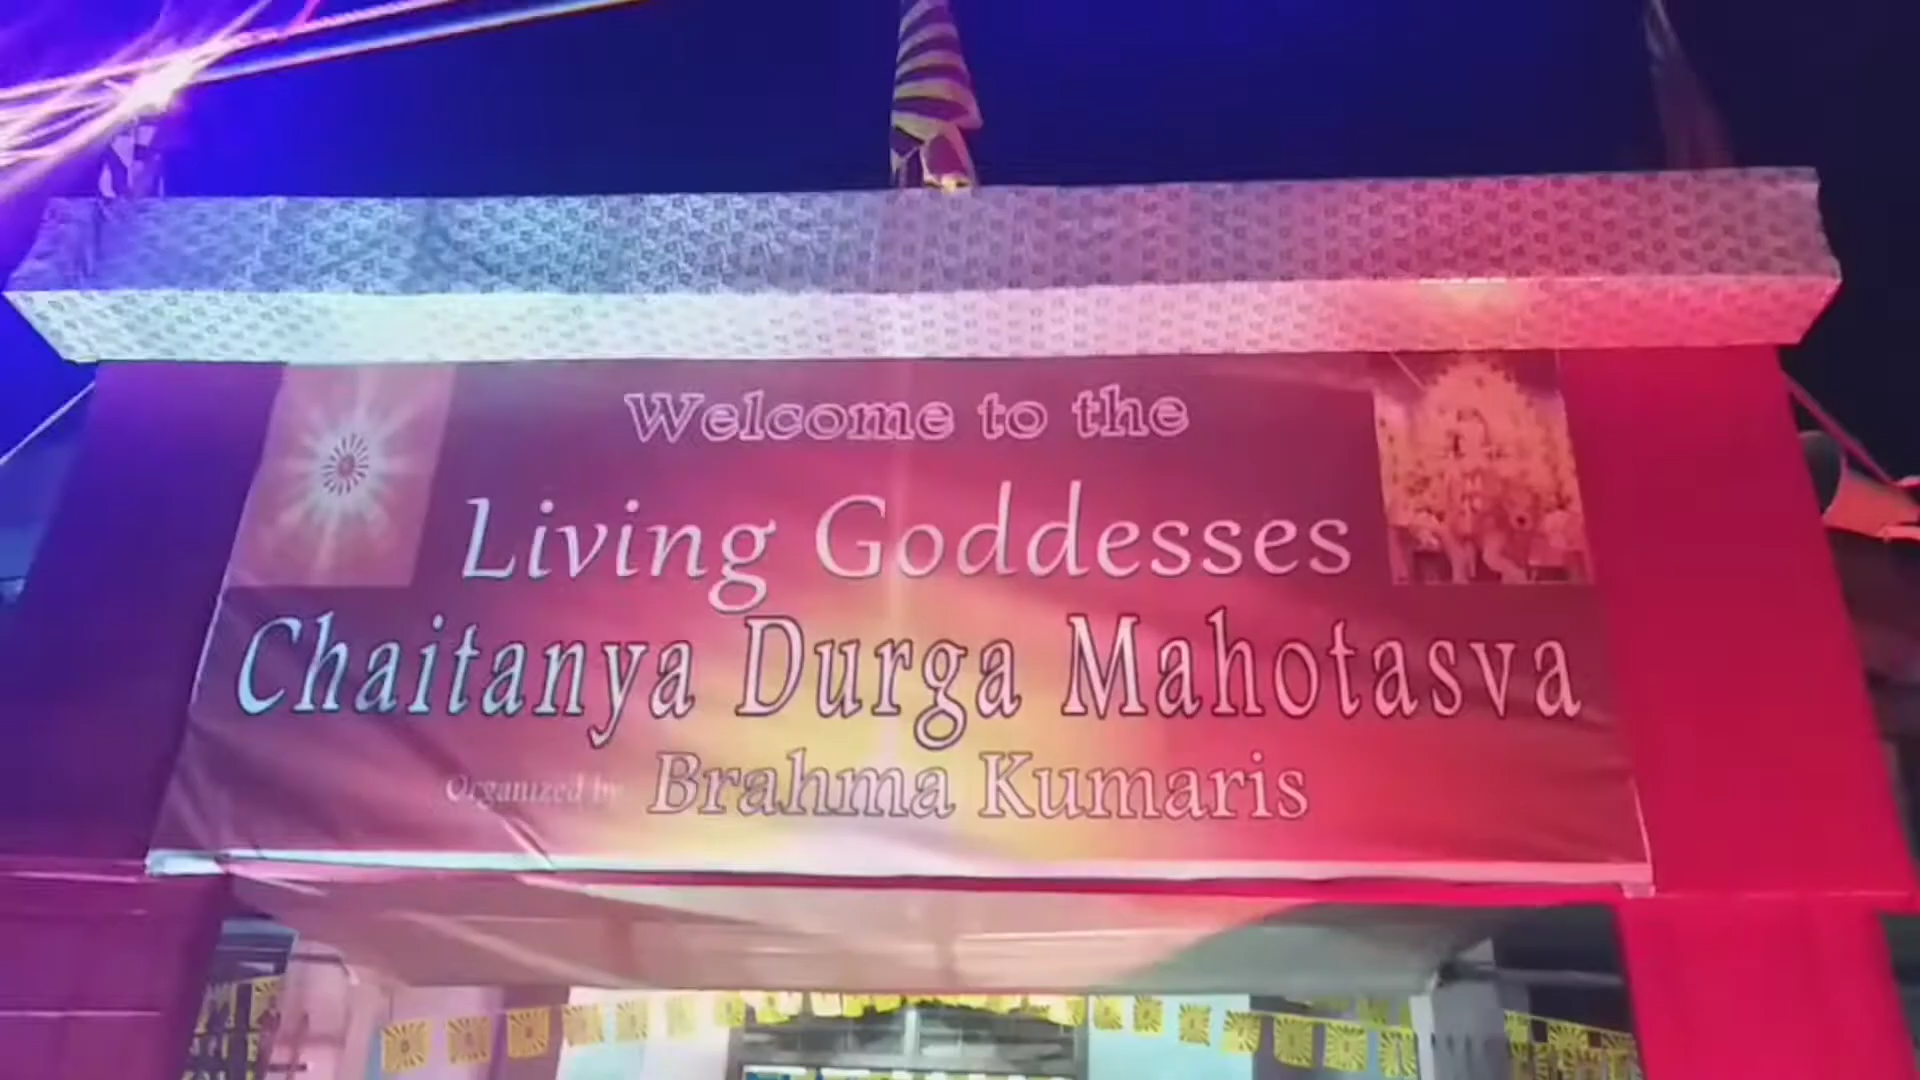 Welcome to the
Living Goddesses
Chaitanya Durga Mahotasva
Organized by Brahma Kumaris